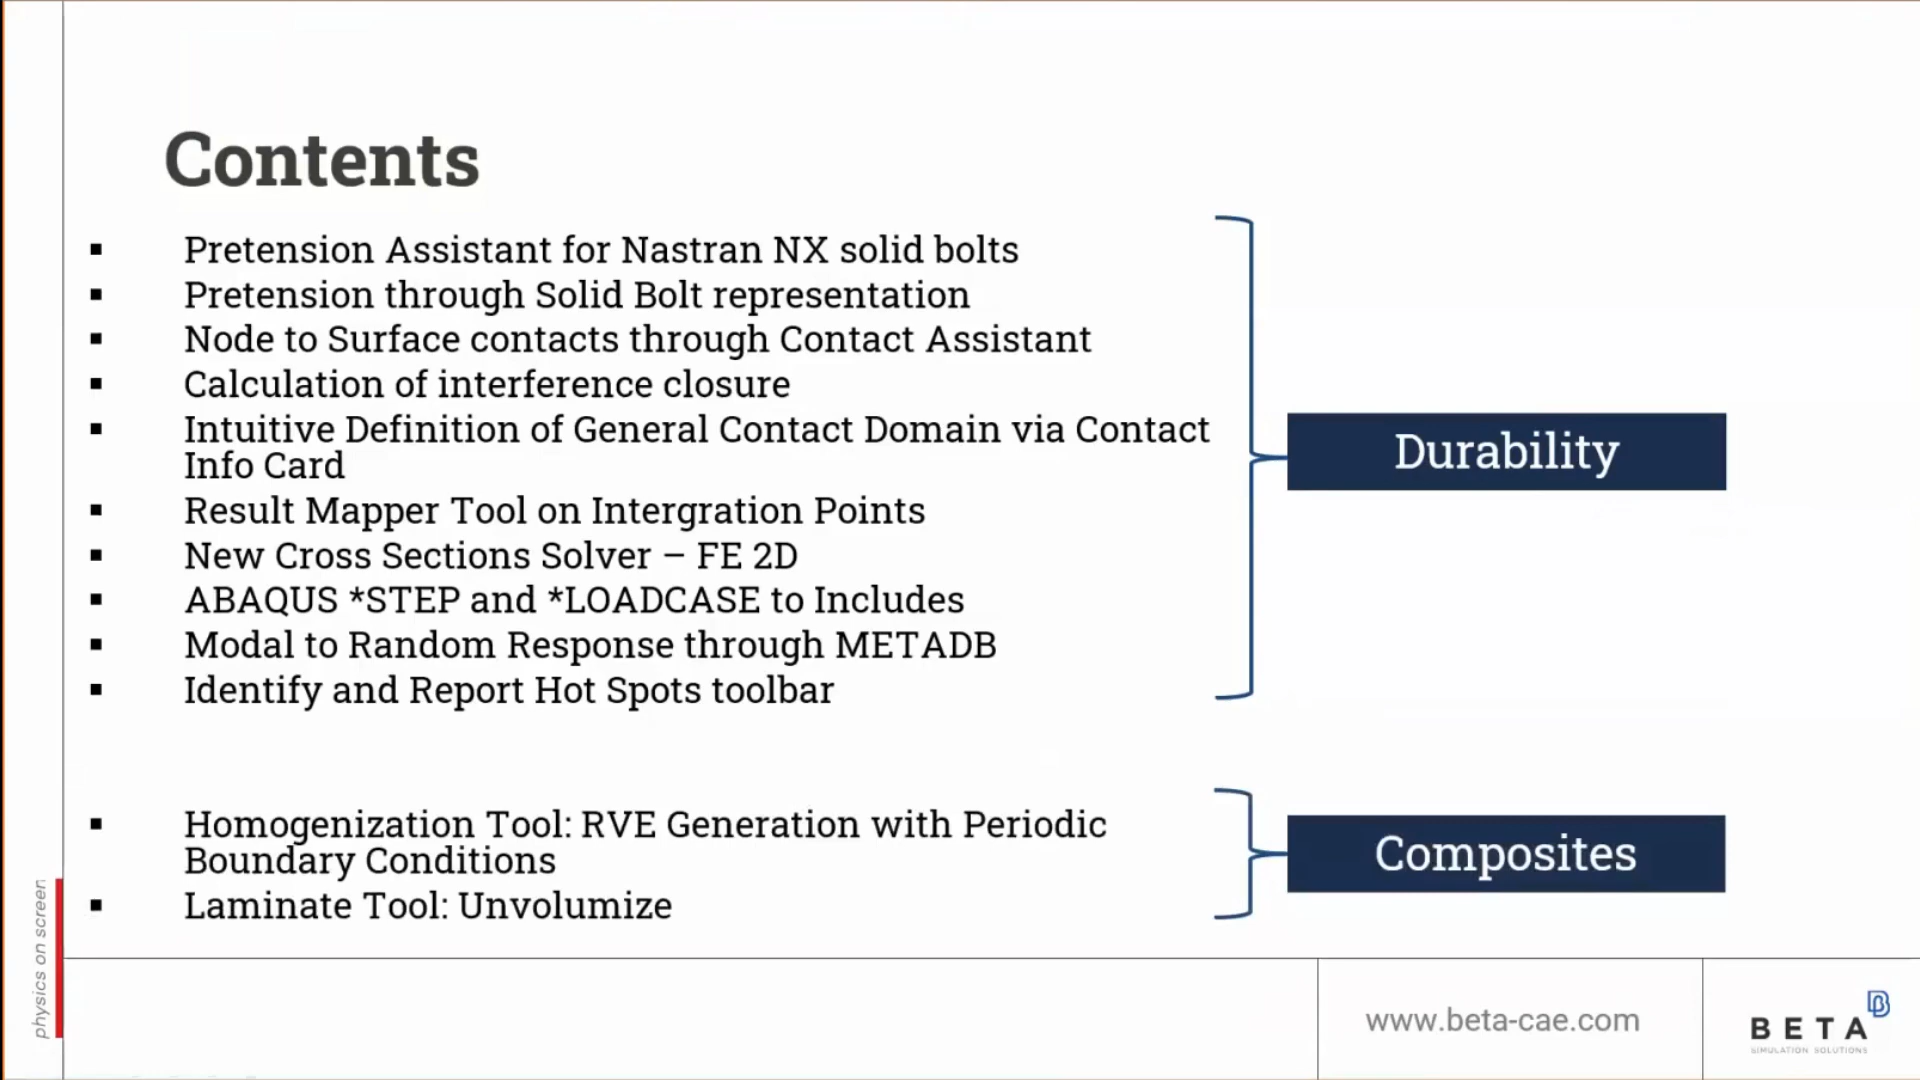 Contents
▪ Pretension Assistant for Nastran NX solid bolts
▪ Pretension through Solid Bolt representation
▪ Node to Surface contacts through Contact Assistant
▪ Calculation of interference closure
▪ Intuitive Definition of General Contact Domain via Contact
Info Card
▪ Result Mapper Tool on Intergration Points
▪ New Cross Sections Solver – FE 2D
▪ ABAQUS *STEP and *LOADCASE to Includes
▪ Modal to Random Response through METADB
▪ Identify and Report Hot Spots toolbar
Durability
▪ Homogenization Tool: RVE Generation with Periodic
Boundary Conditions
▪ Laminate Tool: Unvolumize
Composites
physics on screen
www.beta-cae.com
BETA
SIMULATION SOLUTIONS